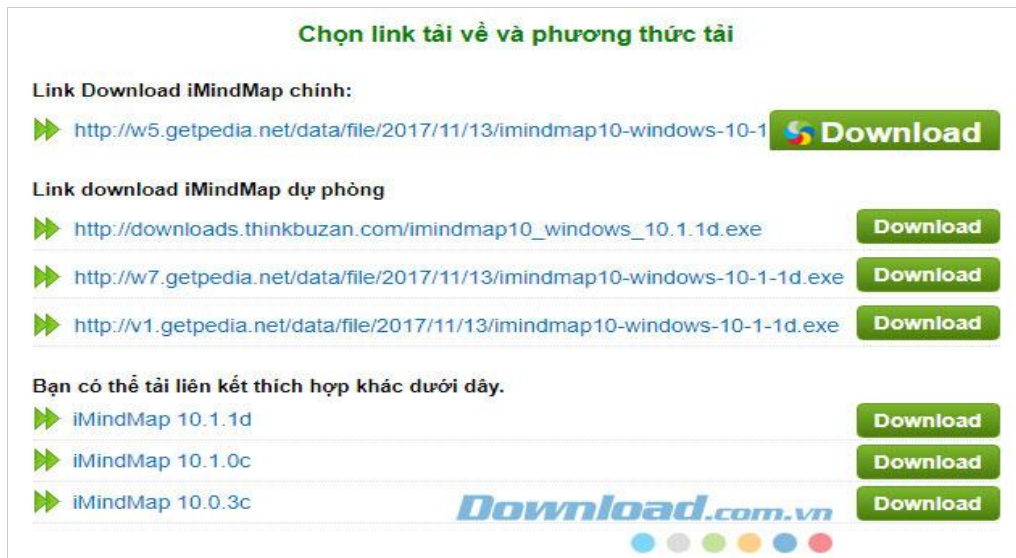 Chọn link tải về và phương thức tải
Link Download iMindMap chính:
http://w5.getpedia.net/data/file/2017/11/13/imindmap10-windows-10-1 Download
Link download iMindMap dự phòng
http://downloads.thinkbuzan.com/imindmap10_windows_10.1.1d.exe Download
http://w7.getpedia.net/data/file/2017/11/13/imindmap10-windows-10-1-1d.exe Download
http://v1.getpedia.net/data/file/2017/11/13/imindmap10-windows-10-1-1d.exe Download
Bạn có thể tải liên kết thích hợp khác dưới dây.
iMindMap 10.1.1d Download
iMindMap 10.1.0c Download
iMindMap 10.0.3c Download
Download.com.vn